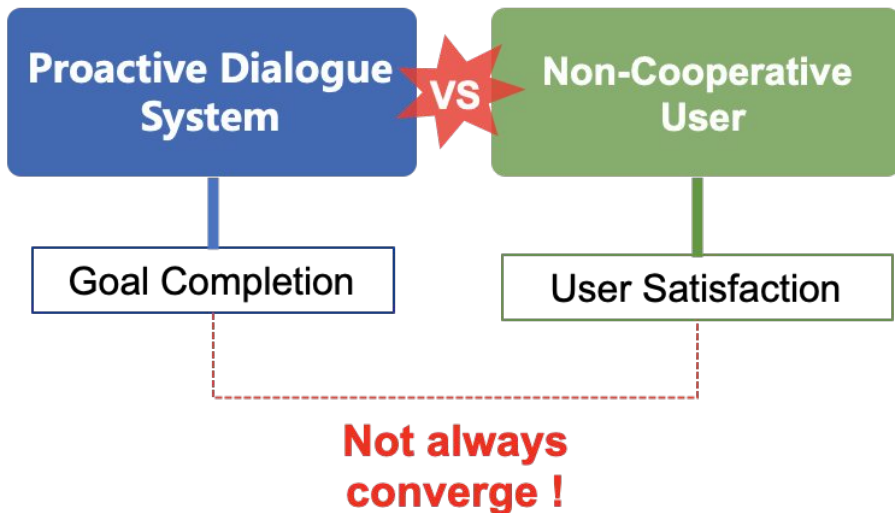 Proactive Dialogue
System
VS
Non-Cooperative
User
Goal Completion
User Satisfaction
Not always
converge !